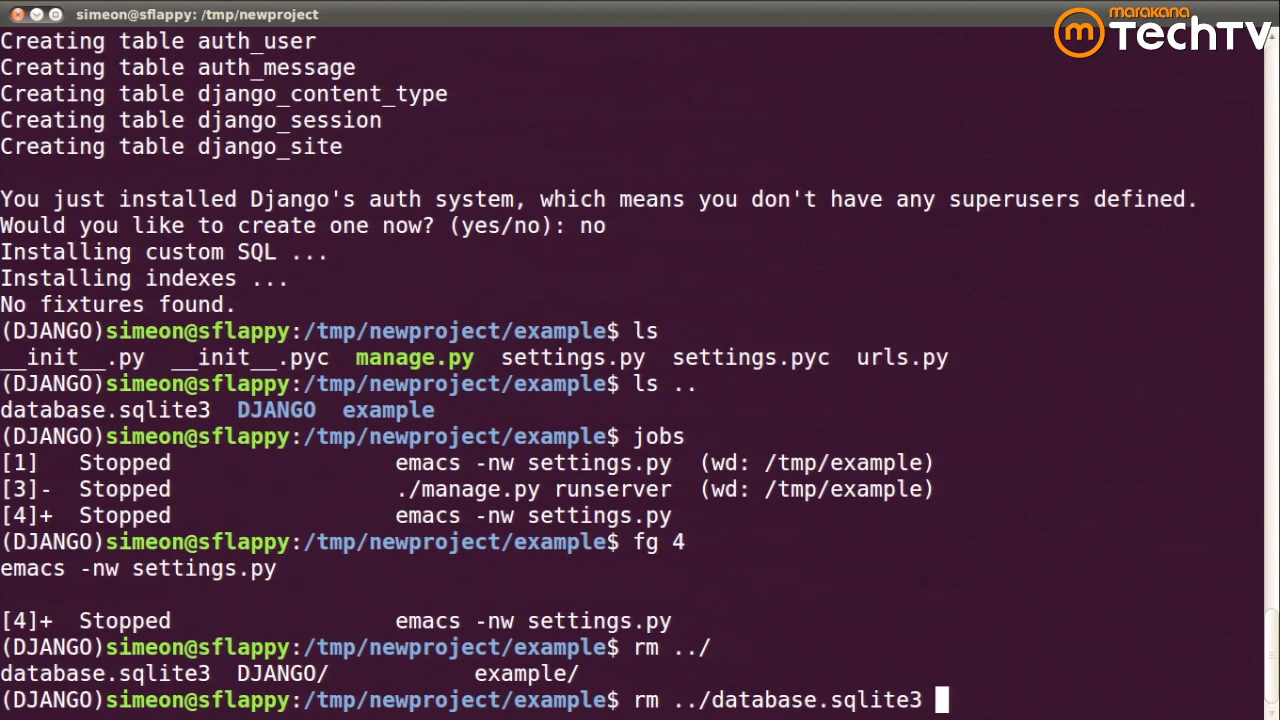 simeon@sflappy: /tmp/newproject
marakana
TechTV
Creating table auth_user
Creating table auth_message
Creating table django_content_type
Creating table django_session
Creating table django_site
You just installed Django's auth system, which means you don't have any superusers defined.
Would you like to create one now? (yes/no): no
Installing custom SQL ...
Installing indexes ...
No fixtures found.
(DJANGO)simeon@sflappy:/tmp/newproject/example$ ls
__init__.py  __init__.pyc  manage.py  settings.py  settings.pyc  urls.py
(DJANGO)simeon@sflappy:/tmp/newproject/example$ ls ..
database.sqlite3  DJANGO  example
(DJANGO)simeon@sflappy:/tmp/newproject/example$ jobs
[1]   Stopped                 emacs -nw settings.py  (wd: /tmp/example)
[3]-  Stopped                 ./manage.py runserver  (wd: /tmp/example)
[4]+  Stopped                 emacs -nw settings.py
(DJANGO)simeon@sflappy:/tmp/newproject/example$ fg 4
emacs -nw settings.py
[4]+  Stopped                 emacs -nw settings.py
(DJANGO)simeon@sflappy:/tmp/newproject/example$ rm ../
database.sqlite3  DJANGO/           example/
(DJANGO)simeon@sflappy:/tmp/newproject/example$ rm ../database.sqlite3